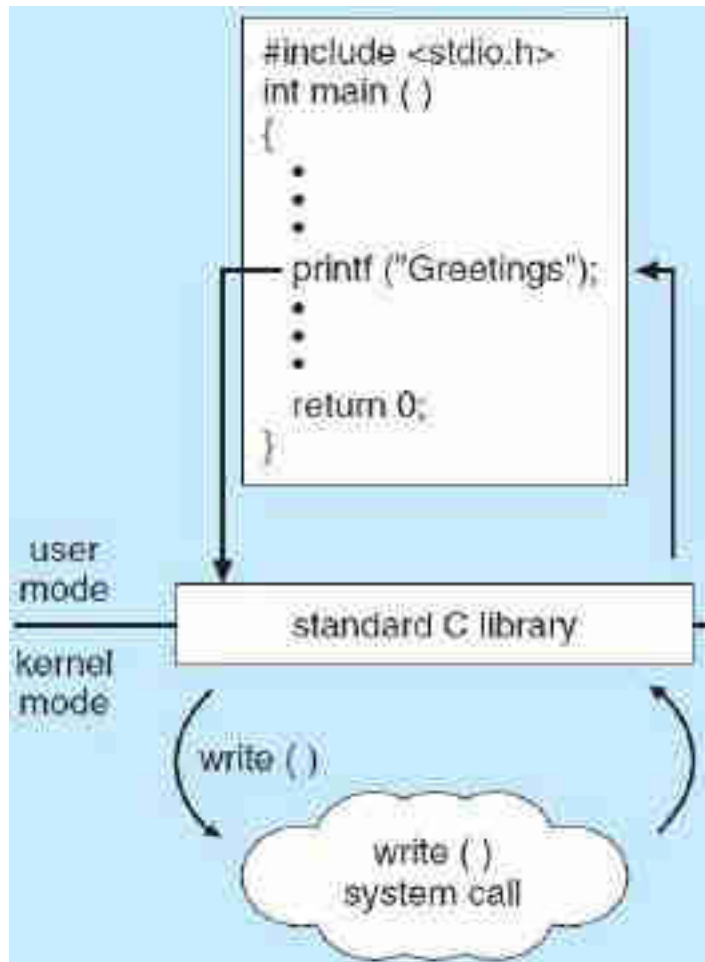 #include <stdio.h>
int main ( )
{
•
•
•
printf ("Greetings");
•
•
•
return 0;
}
user
mode
standard C library
kernel
mode
write ( )
write ( )
system call